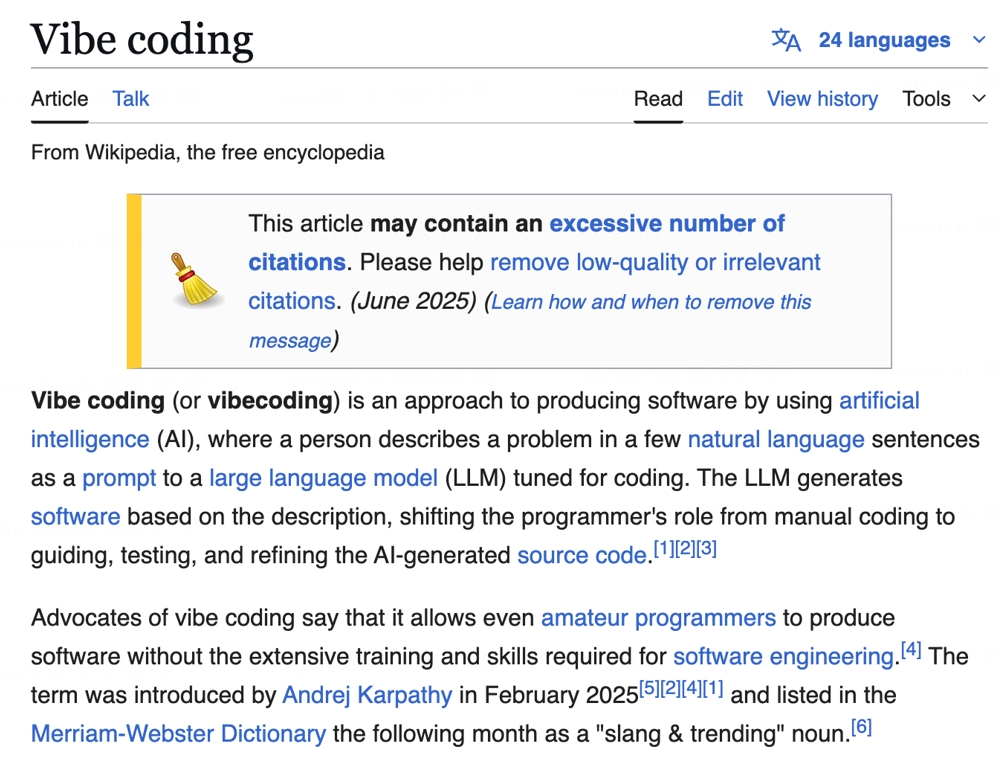 Vibe coding
24 languages
Article Talk Read Edit View history Tools
From Wikipedia, the free encyclopedia
This article may contain an excessive number of
citations. Please help remove low-quality or irrelevant
citations. (June 2025) (Learn how and when to remove this
message)
Vibe coding (or vibecoding) is an approach to producing software by using artificial
intelligence (AI), where a person describes a problem in a few natural language sentences
as a prompt to a large language model (LLM) tuned for coding. The LLM generates
software based on the description, shifting the programmer's role from manual coding to
guiding, testing, and refining the AI-generated source code.[1][2][3]
Advocates of vibe coding say that it allows even amateur programmers to produce
software without the extensive training and skills required for software engineering.[4] The
term was introduced by Andrej Karpathy in February 2025[5][2][4][1] and listed in the
Merriam-Webster Dictionary the following month as a "slang & trending" noun.[6]